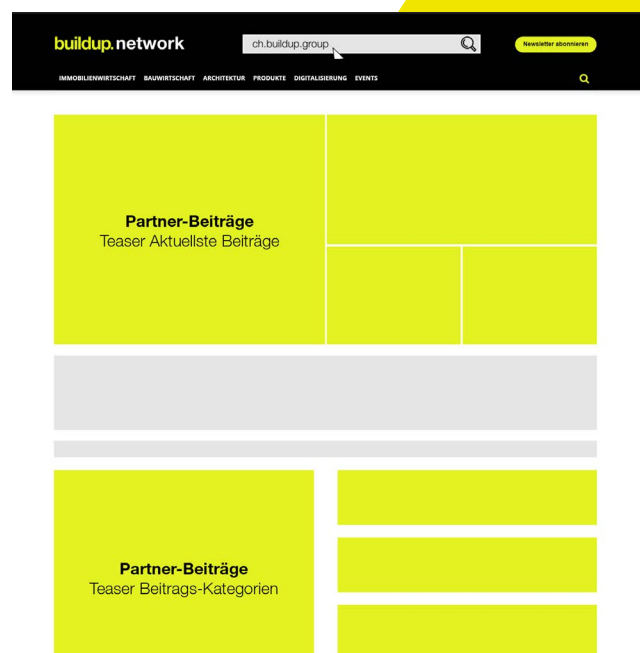 buildup.network
ch.buildup.group
Newsletter abonnieren
IMMOBILIENWIRTSCHAFT BAUWIRTSCHAFT ARCHITEKTUR PRODUKTE DIGITALISIERUNG EVENTS
Partner-Beiträge
Teaser Aktuellste Beiträge
Partner-Beiträge
Teaser Beitrags-Kategorien